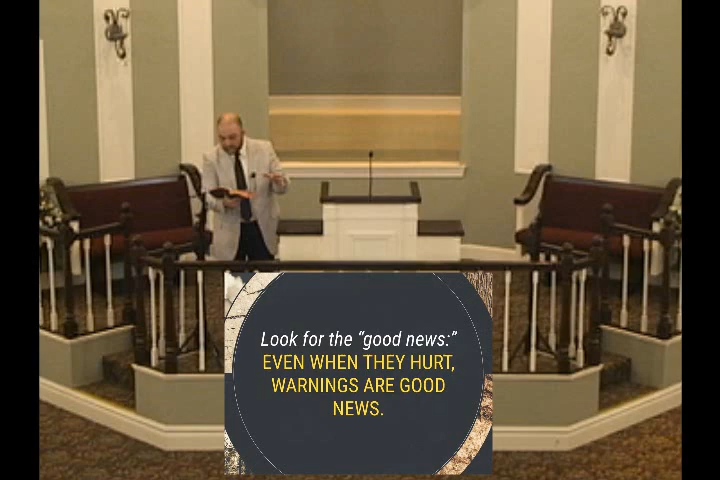 Look for the “good news:”
EVEN WHEN THEY HURT,
WARNINGS ARE GOOD
NEWS.